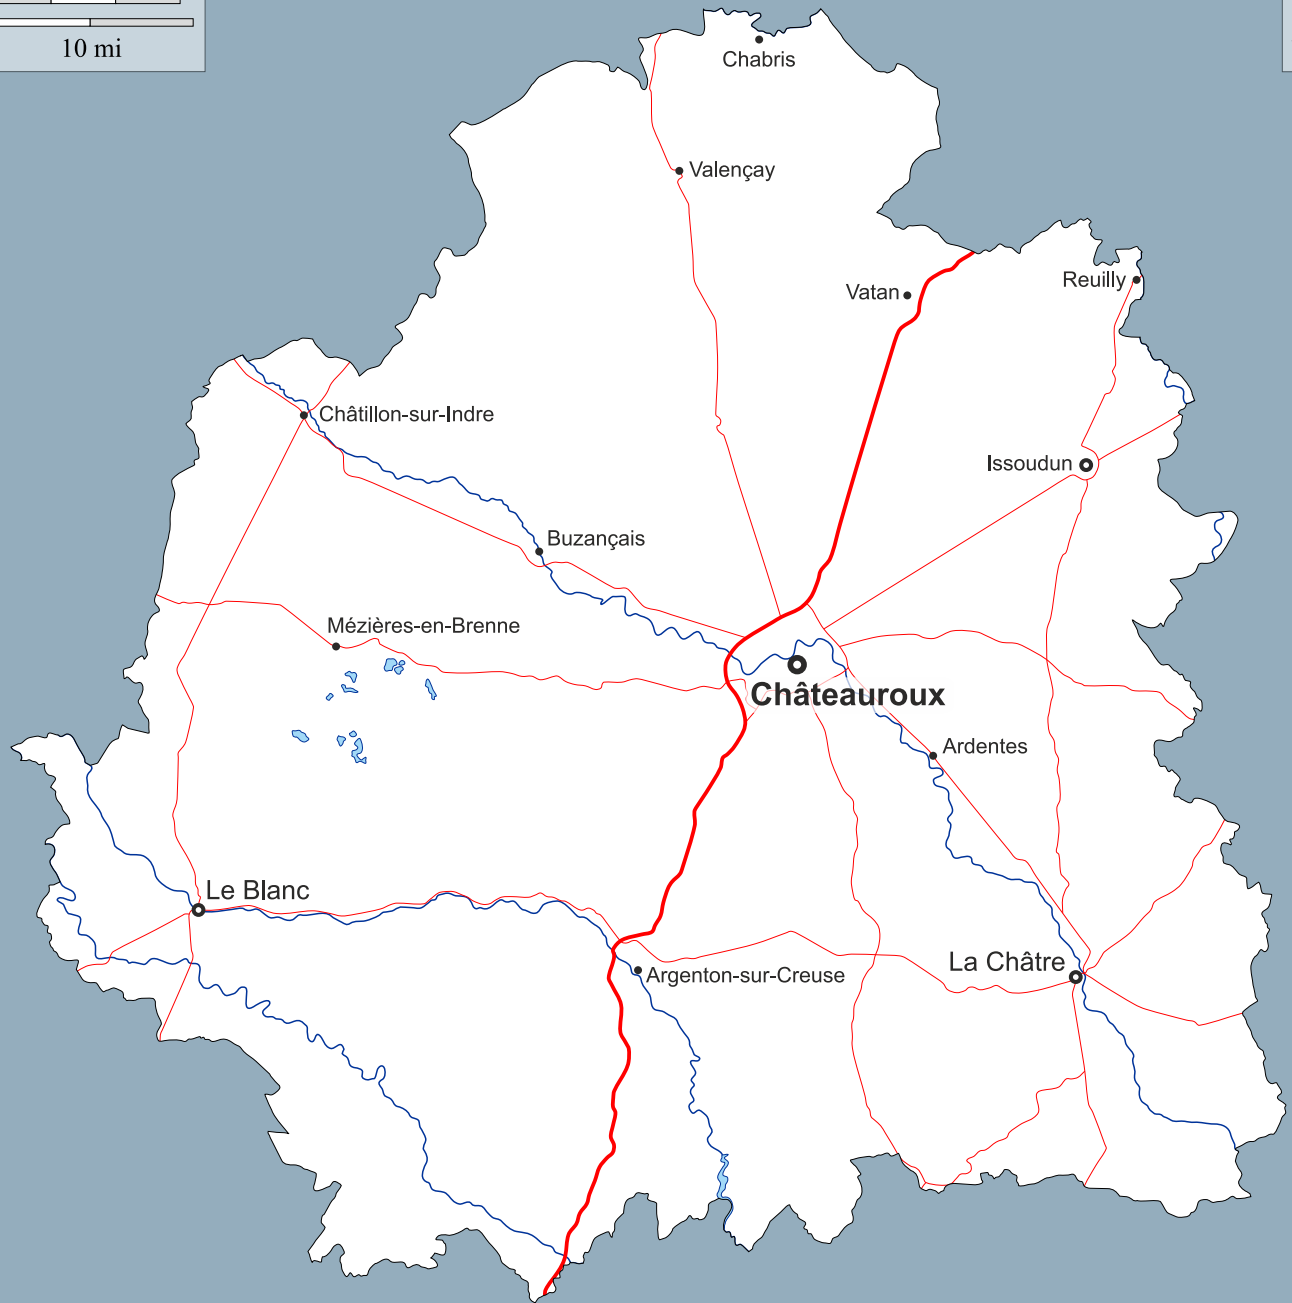 10 mi
Chabris
Valençay
Vatan
Reuilly
Châtillon-sur-Indre
Issoudun
Buzançais
Mézières-en-Brenne
Châteauroux
Ardentes
Le Blanc
La Châtre
Argenton-sur-Creuse